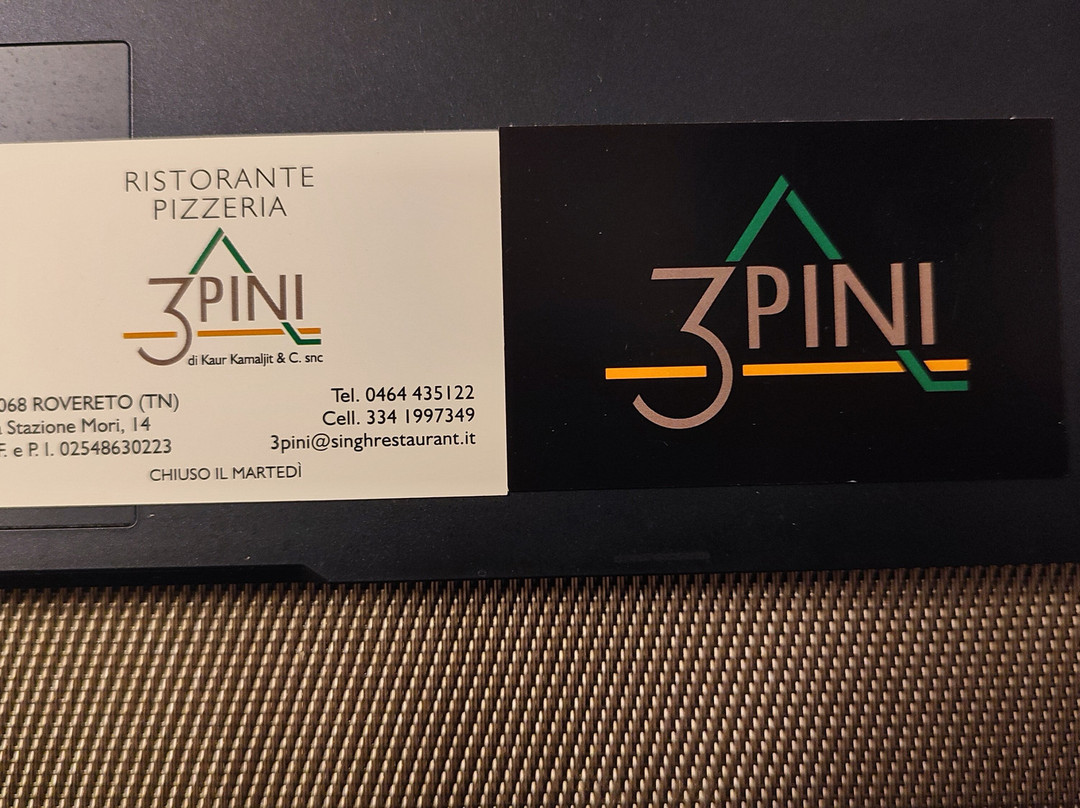 RISTORANTE
PIZZERIA
3PINI
di Kaur Kamaljit & C. snc
068 ROVERETO (TN)
Stazione Mori, 14
F. e P. I. 02548630223
Tel. 0464 435122
Cell. 334 1997349
3pini@singhrestaurant.it
CHIUSO IL MARTEDÌ
3PINI